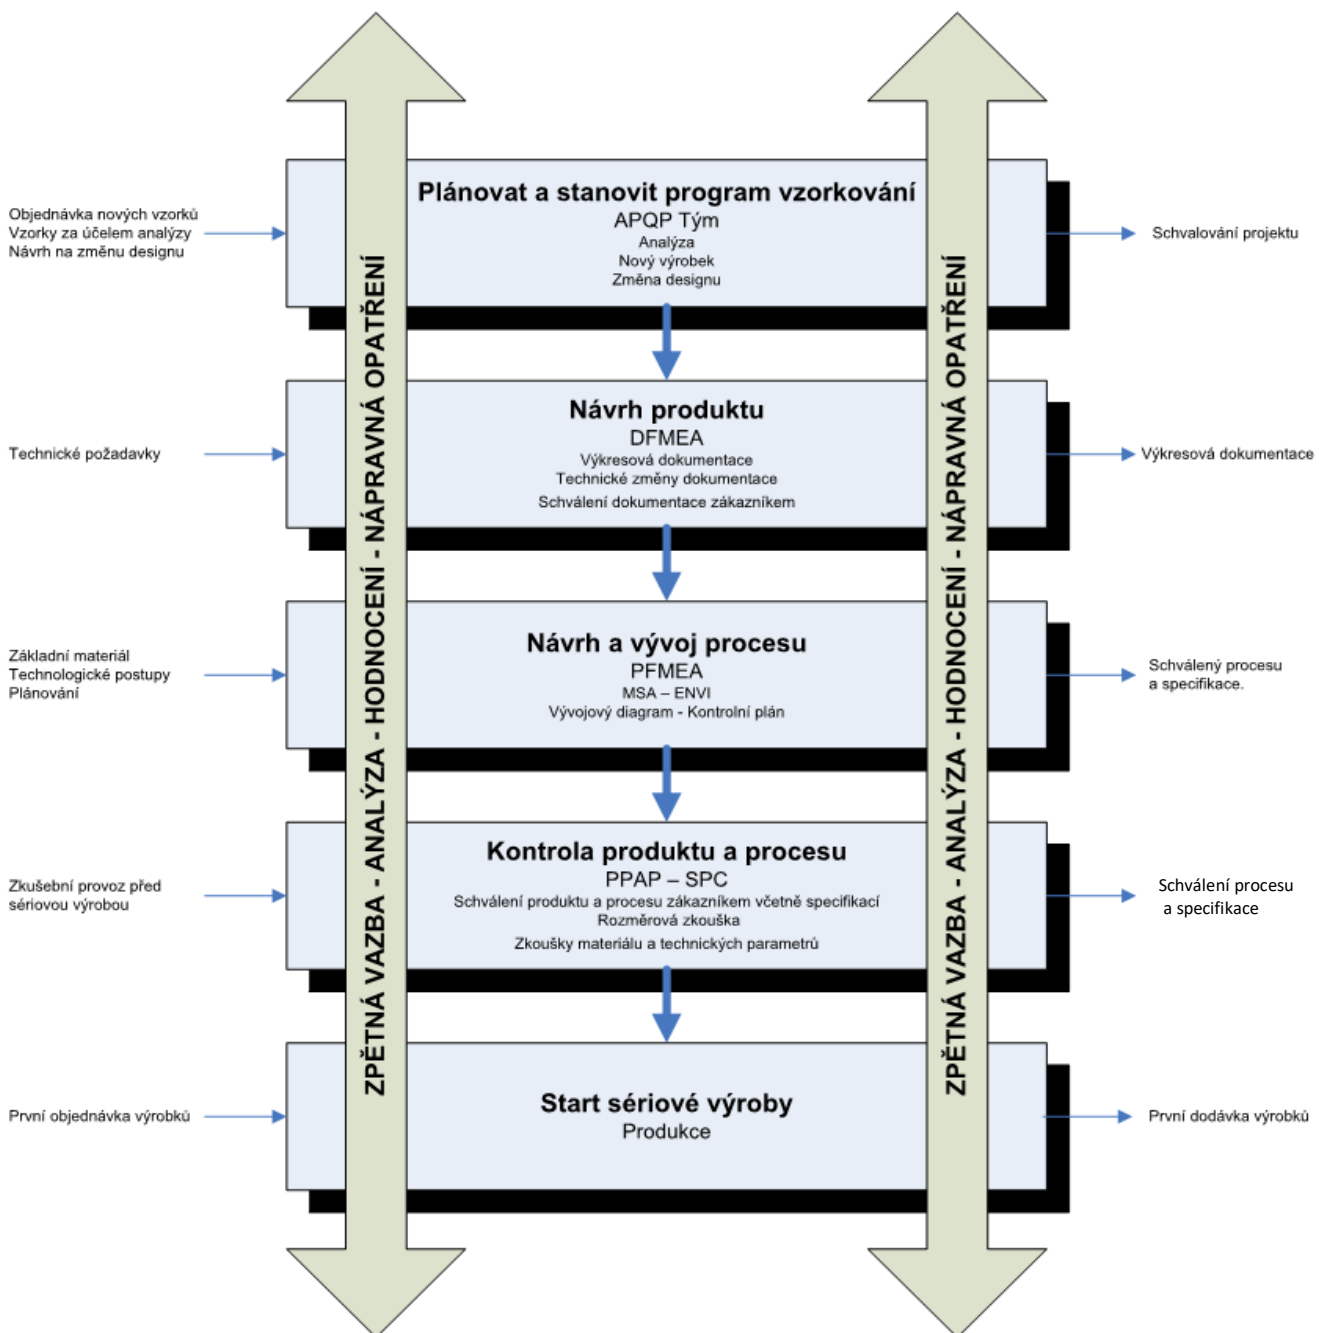 Plánovat a stanovit program vzorkování
APQP Tým
Analýza
Nový výrobek
Změna designu
Objednávka nových vzorků
Vzorky za účelem analýzy
Návrh na změnu designu
Schvalování projektu
Návrh produktu
DFMEA
Výkresová dokumentace
Technické změny dokumentace
Schválení dokumentace zákazníkem
Technické požadavky
Výkresová dokumentace
Návrh a vývoj procesu
PFMEA
MSA – ENVI
Vývojový diagram - Kontrolní plán
Základní materiál
Technologické postupy
Plánování
Schválený procesu
a specifikace.
Kontrola produktu a procesu
PPAP – SPC
Schválení produktu a procesu zákazníkem včetně specifikací
Rozměrová zkouška
Zkoušky materiálu a technických parametrů
Zkušební provoz před
sériovou výrobou
Schválení procesu
a specifikace
Start sériové výroby
Produkce
První objednávka výrobků
První dodávka výrobků
ZPĚTNÁ VAZBA - ANALÝZA - HODNOCENÍ - NÁPRAVNÁ OPATŘENÍ
ZPĚTNÁ VAZBA - ANALÝZA - HODNOCENÍ - NÁPRAVNÁ OPATŘENÍ